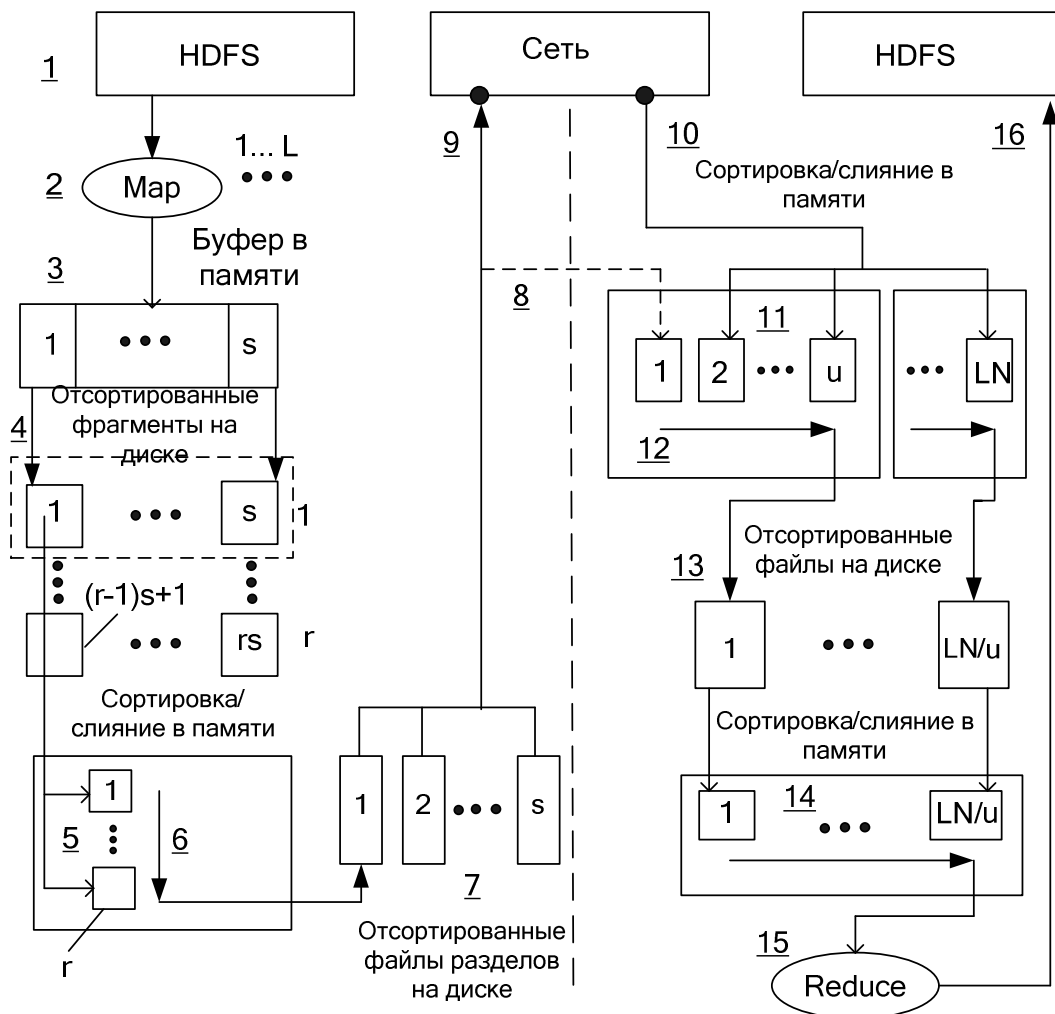 HDFS
Сеть
HDFS
1
9
10
16
1... L
2
Map
Сортировка/слияние в
памяти
Буфер в
памяти
3
8
11
1
s
1
2
u
LN
Отсортированные
фрагменты на
диске
4
12
1
s
1
Отсортированные
файлы на диске
13
(r-1)s+1
rs
r
1
LN/u
Сортировка/
слияние в памяти
Сортировка/слияние в
памяти
1
1
2
s
14
1
LN/u
5
6
7
r
Отсортированные
файлы разделов
на диске
15
Reduce